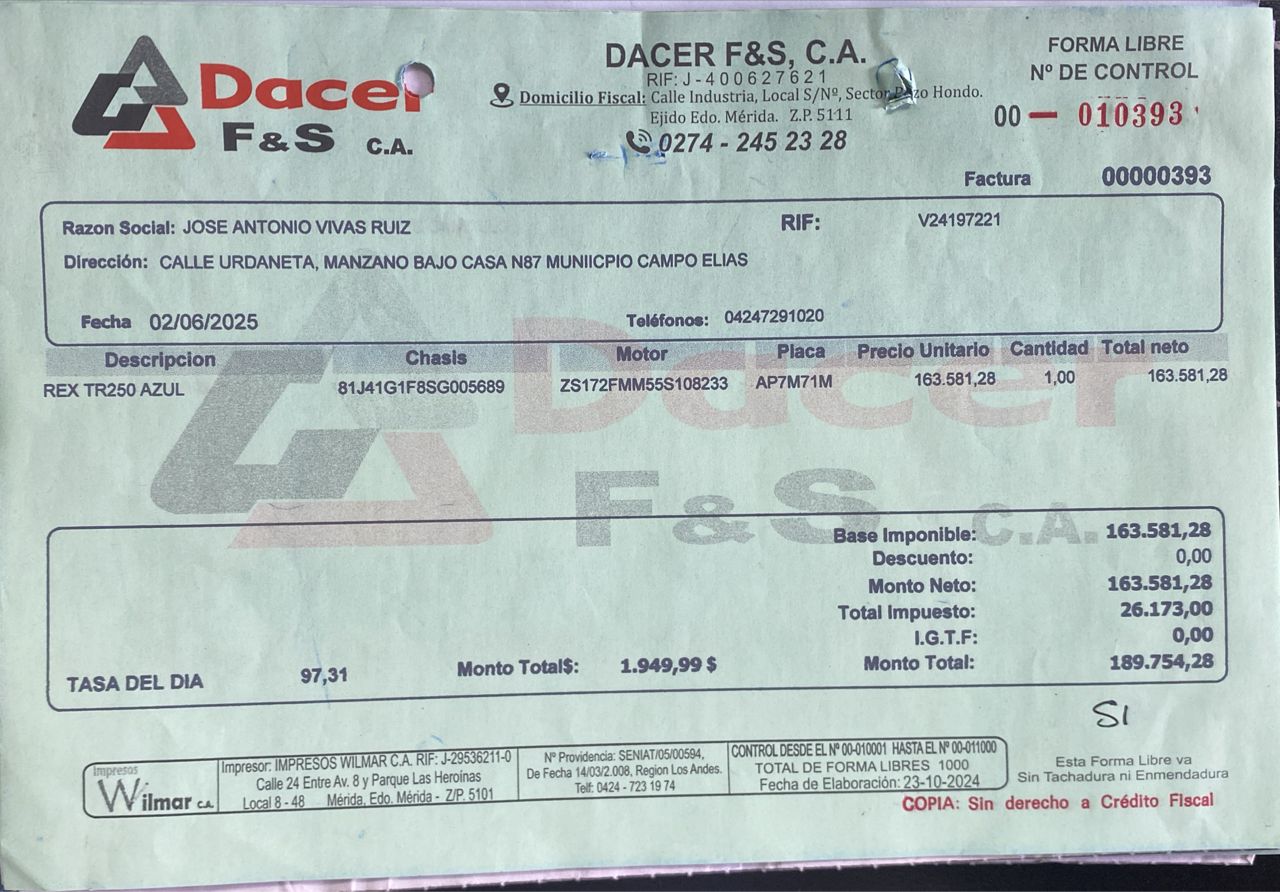 Dacer
F&S C.A.
DACER F&S, C.A.
RIF: J-400627621
Domicilio Fiscal: Calle Industria, Local S/Nº, Sector Pozo Hondo.
Ejido Edo. Mérida. Z.P. 5111
0274 - 245 23 28
FORMA LIBRE
Nº DE CONTROL
00 — 010393
Factura 00000393
Razon Social: JOSE ANTONIO VIVAS RUIZ RIF: V24197221
Dirección: CALLE URDANETA, MANZANO BAJO CASA N87 MUNIICPIO CAMPO ELIAS
Fecha 02/06/2025 Teléfonos: 04247291020
Descripcion Chasis Motor Placa Precio Unitario Cantidad Total neto
REX TR250 AZUL 81J41G1F8SG005689 ZS172FMM55S108233 AP7M71M 163.581,28 1,00 163.581,28
Dacer
F&S C.A.
Base Imponible: 163.581,28
Descuento: 0,00
Monto Neto: 163.581,28
Total Impuesto: 26.173,00
I.G.T.F: 0,00
TASA DEL DIA 97,31 Monto Total$: 1.949,99 $ Monto Total: 189.754,28
SI
Impresos
Wilmar C.A.
Impresor: IMPRESOS WILMAR C.A. RIF: J-29536211-0
Calle 24 Entre Av. 8 y Parque Las Heroínas
Local 8 - 48 Mérida, Edo. Mérida - Z/P. 5101
Nº Providencia: SENIAT/05/00594,
De Fecha 14/03/2.008, Region Los Andes.
Telf: 0424 - 723 19 74
CONTROL DESDE EL Nº 00-010001 HASTA EL Nº 00-011000
TOTAL DE FORMA LIBRES 1000
Fecha de Elaboración: 23-10-2024
Esta Forma Libre va
Sin Tachadura ni Enmendadura
COPIA: Sin derecho a Crédito Fiscal